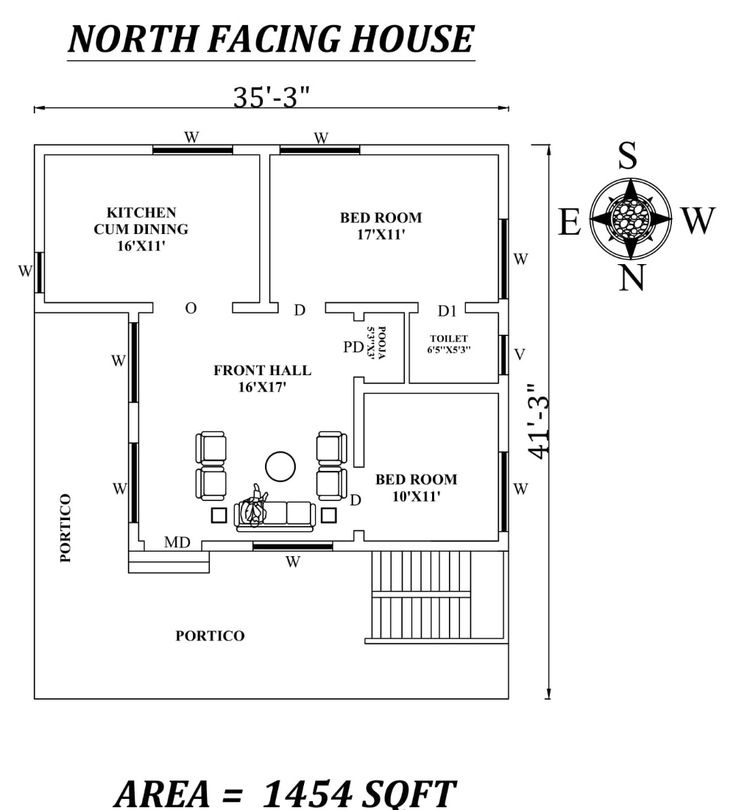 NORTH FACING HOUSE
35'-3"
W
W
S
E
W
N
KITCHEN
CUM DINING
16'X11'
BED ROOM
17'X11'
W
W
O
D
D1
W
FRONT HALL
16'X17'
PD
POOJA
5'3"X3'
TOILET
6'5"X5'3"
V
41'-3"
W
BED ROOM
10'X11'
D
W
PORTICO
MD
W
PORTICO
AREA = 1454 SQFT